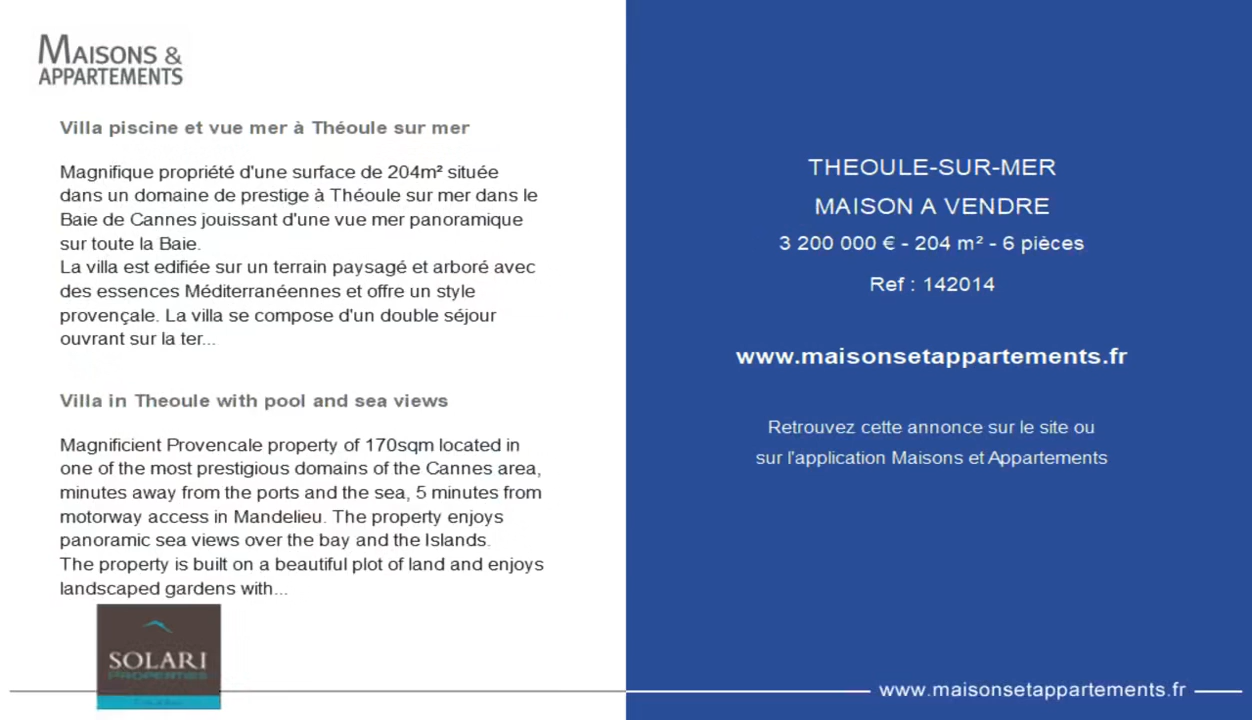 MAISONS &
APPARTEMENTS
Villa piscine et vue mer à Théoule sur mer
Magnifique propriété d'une surface de 204m² située
dans un domaine de prestige à Théoule sur mer dans le
Baie de Cannes jouissant d'une vue mer panoramique
sur toute la Baie.
La villa est edifiée sur un terrain paysagé et arboré avec
des essences Méditerranéennes et offre un style
provençale. La villa se compose d'un double séjour
ouvrant sur la ter...
Villa in Theoule with pool and sea views
Magnificient Provencale property of 170sqm located in
one of the most prestigious domains of the Cannes area,
minutes away from the ports and the sea, 5 minutes from
motorway access in Mandelieu. The property enjoys
panoramic sea views over the bay and the Islands.
The property is built on a beautiful plot of land and enjoys
landscaped gardens with...
SOLARI
PROPERTIES
THEOULE-SUR-MER
MAISON A VENDRE
3 200 000 € - 204 m² - 6 pièces
Ref : 142014
www.maisonsetappartements.fr
Retrouvez cette annonce sur le site ou
sur l'application Maisons et Appartements
www.maisonsetappartements.fr